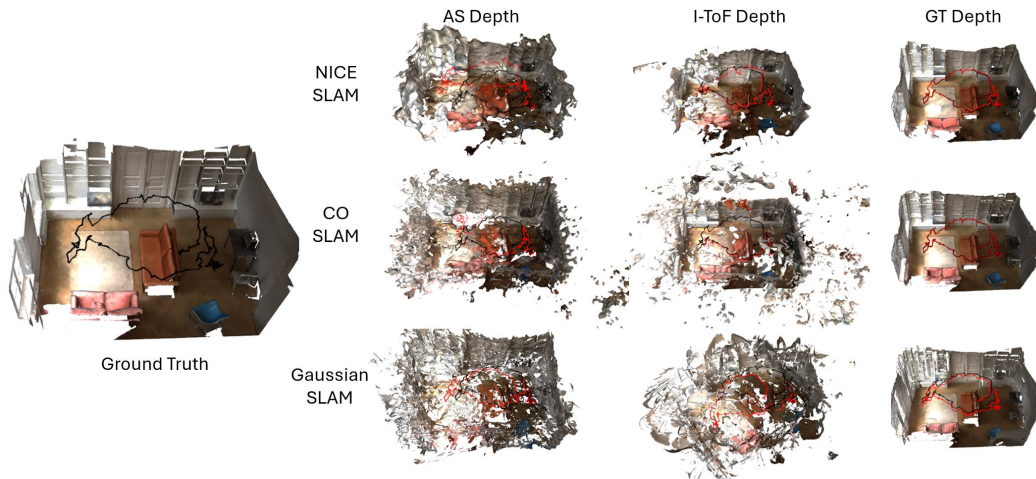 AS Depth
I-ToF Depth
GT Depth
NICE
SLAM
CO
SLAM
Ground Truth
Gaussian
SLAM